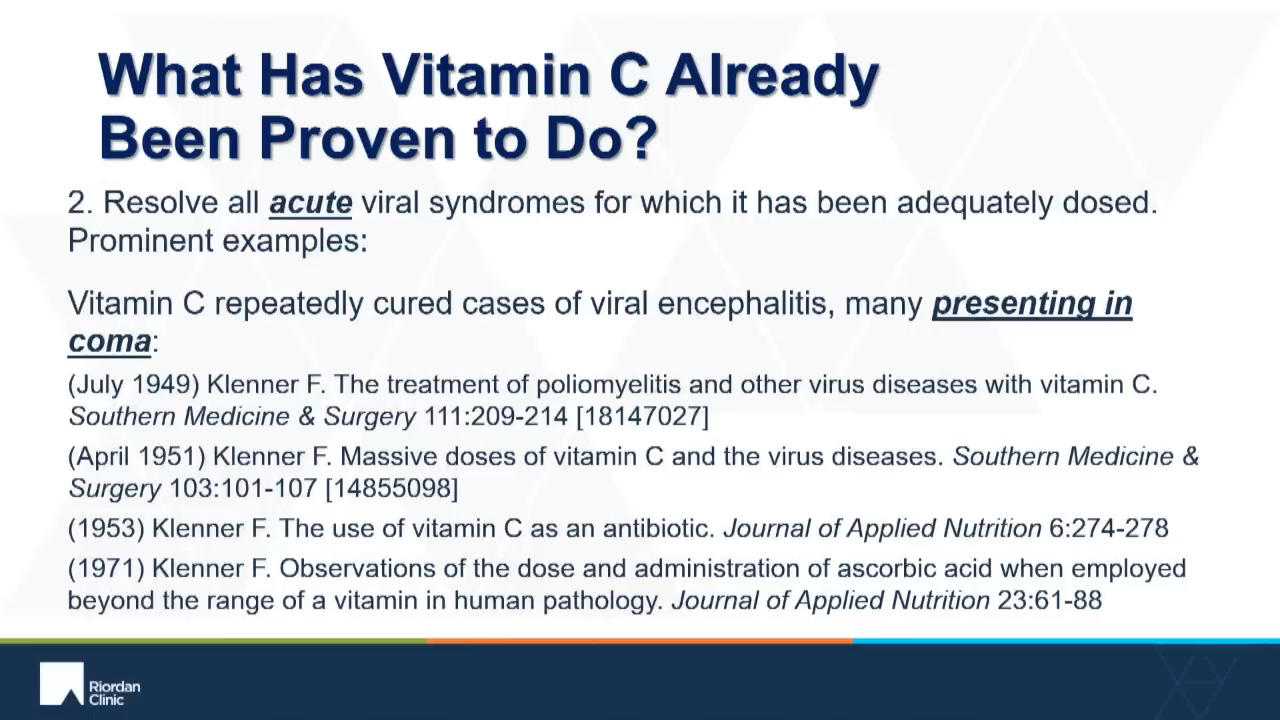 What Has Vitamin C Already
Been Proven to Do?
2. Resolve all acute viral syndromes for which it has been adequately dosed.
Prominent examples:
Vitamin C repeatedly cured cases of viral encephalitis, many presenting in
coma:
(July 1949) Klenner F. The treatment of poliomyelitis and other virus diseases with vitamin C.
Southern Medicine & Surgery 111:209-214 [18147027]
(April 1951) Klenner F. Massive doses of vitamin C and the virus diseases. Southern Medicine &
Surgery 103:101-107 [14855098]
(1953) Klenner F. The use of vitamin C as an antibiotic. Journal of Applied Nutrition 6:274-278
(1971) Klenner F. Observations of the dose and administration of ascorbic acid when employed
beyond the range of a vitamin in human pathology. Journal of Applied Nutrition 23:61-88
Riordan
Clinic